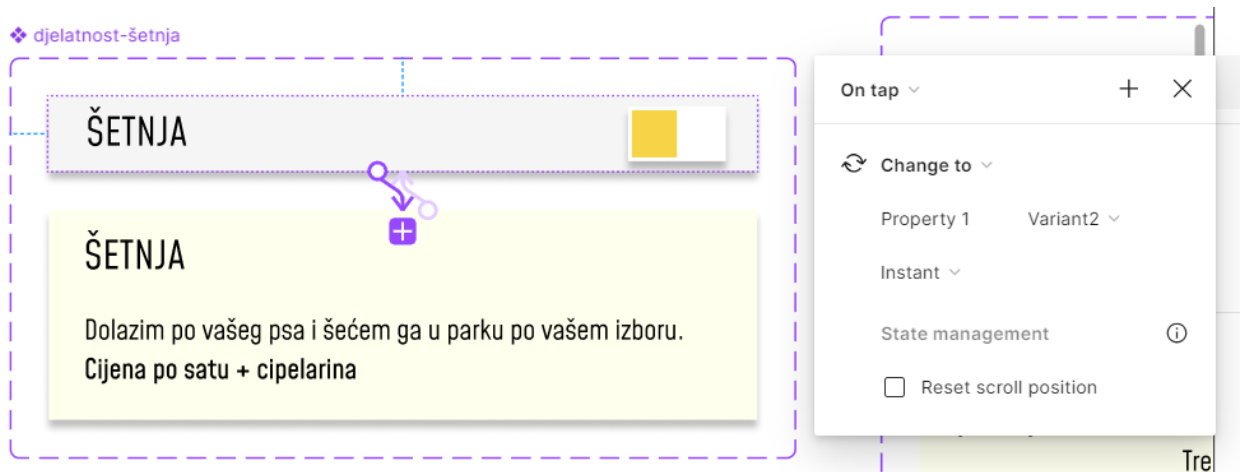 djelatnost-šetnja
ŠETNJA
ŠETNJA
Dolazim po vašeg psa i šećem ga u parku po vašem izboru.
Cijena po satu + cipelarina
On tap
Change to
Property 1 Variant2
Instant
State management
Reset scroll position
Tre